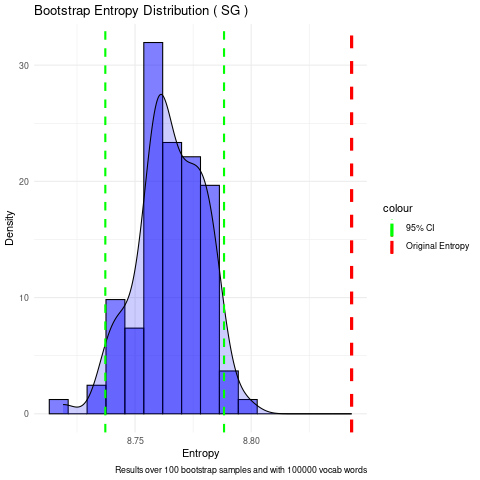 Bootstrap Entropy Distribution ( SG )
30
20
10
0
Density
8.75
8.80
Entropy
colour
95% CI
Original Entropy
Results over 100 bootstrap samples and with 100000 vocab words